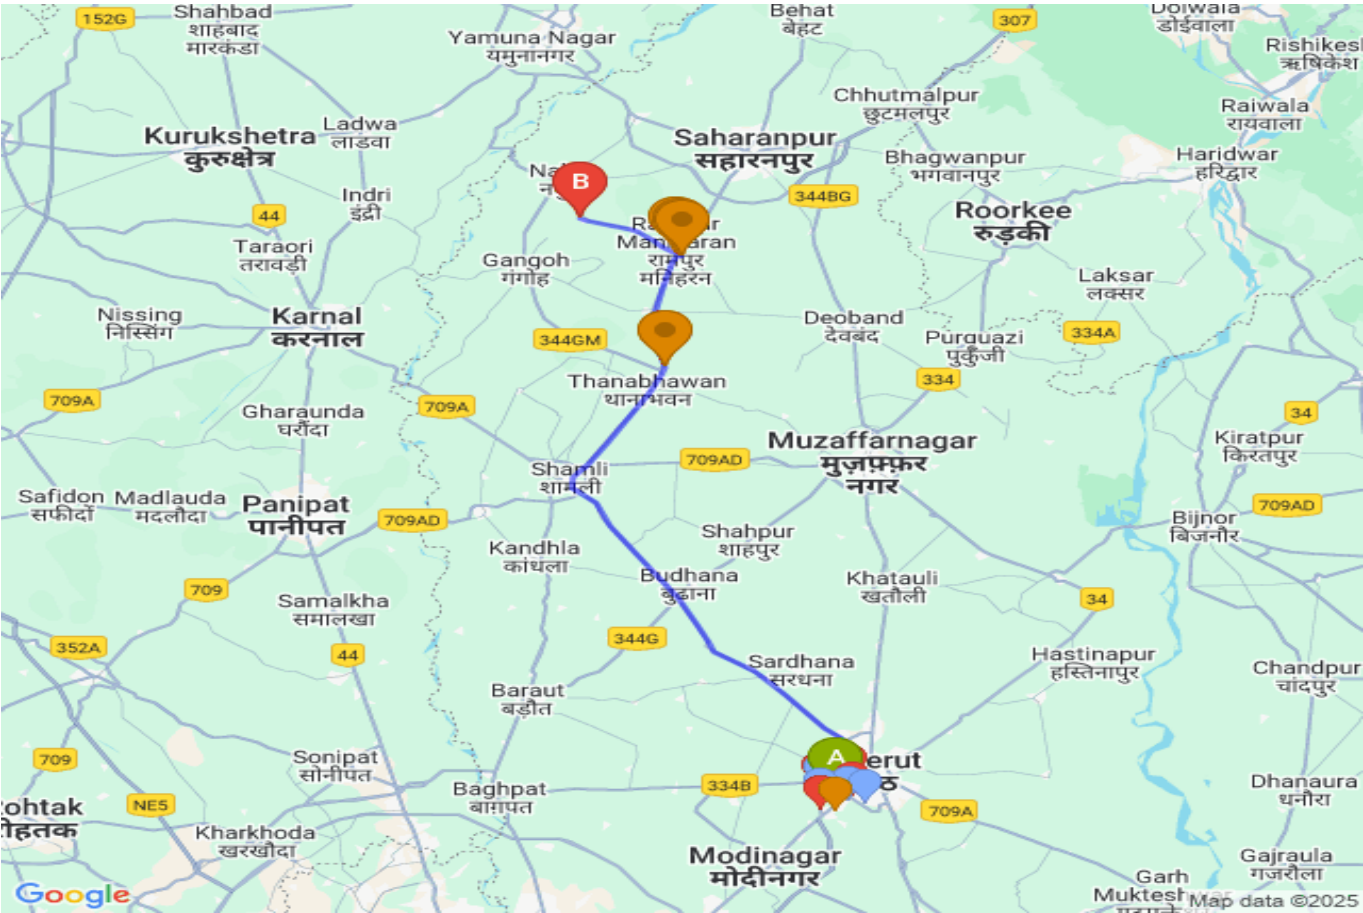 152G
Shahbad
शाहबाद
मारकंडा
Behat
बेहट
307
Doiwala
डोईवाला
Yamuna Nagar
यमुनानगर
Rishikesh
ऋषिकेश
Chhutmalpur
छुटमलपुर
Raiwala
रायवाला
Kurukshetra
कुरुक्षेत्र
Ladwa
लाडवा
Saharanpur
सहारनपुर
Bhagwanpur
भगवानपुर
Haridwar
हरिद्वार
B
Indri
इंद्री
344BG
Roorkee
रुड़की
44
Taraori
तरावड़ी
Gangoh
गंगोह
रामपुर
मनिहरन
Laksar
लक्सर
Nissing
निस्सिंग
Karnal
करनाल
344GM
Deoband
देवबंद
Purquazi
334A
334
Thanabhawan
थानाभवन
709A
709A
Gharaunda
घरौंदा
34
Kiratpur
किरतपुर
Muzaffarnagar
मुज़फ़्फ़र
नगर
709AD
Shamli
शामली
Safidon
सफीदों
Madlauda
मदलौदा
Panipat
पानीपत
709AD
709AD
Bijnor
बिजनौर
Shahpur
शाहपुर
Kandhla
कांधला
Budhana
बुढाना
Khatauli
खतौली
709
Samalkha
समालखा
34
352A
344G
44
Sardhana
सरधना
Hastinapur
हस्तिनापुर
Chandpur
चांदपुर
Baraut
बड़ौत
709
Sonipat
सोनीपत
A
334B
Baghpat
बाग़पत
Dhanaura
धनौरा
NE5
709A
Kharkhoda
खरखौदा
Modinagar
मोदीनगर
Gajraula
गजरौला
Garh
Google
Map data ©2025